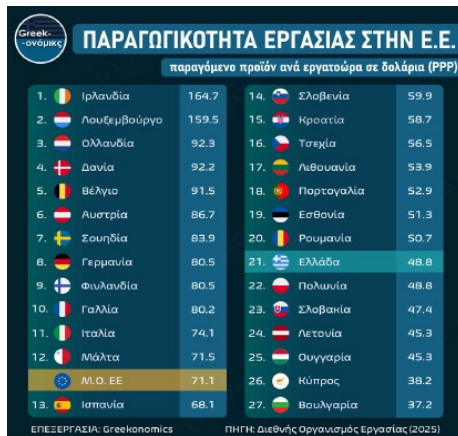 Greek-
-ονόμικς
ΠΑΡΑΓΩΓΙΚΟΤΗΤΑ ΕΡΓΑΣΙΑΣ ΣΤΗΝ Ε.Ε.
παραγόμενο προϊόν ανά εργατοώρα σε δολάρια (PPP)
1. Ιρλανδία 164.7
2. Λουξεμβούργο 159.5
3. Ολλανδία 92.3
4. Δανία 92.2
5. Βέλγιο 91.5
6. Αυστρία 86.7
7. Σουηδία 83.9
8. Γερμανία 80.5
9. Φινλανδία 80.5
10. Γαλλία 80.2
11. Ιταλία 74.1
12. Μάλτα 71.5
Μ.Ο. ΕΕ 71.1
13. Ισπανία 68.1
14. Σλοβενία 59.9
15. Κροατία 58.7
16. Τσεχία 56.5
17. Λιθουανία 53.9
18. Πορτογαλία 52.9
19. Εσθονία 51.3
20. Ρουμανία 50.7
21. Ελλάδα 48.8
22. Πολωνία 48.8
23. Σλοβακία 47.4
24. Λετονία 45.3
25. Ουγγαρία 45.3
26. Κύπρος 38.2
27. Βουλγαρία 37.2
ΕΠΕΞΕΡΓΑΣΙΑ: Greekonomics
ΠΗΓΗ: Διεθνής Οργανισμός Εργασίας (2025)